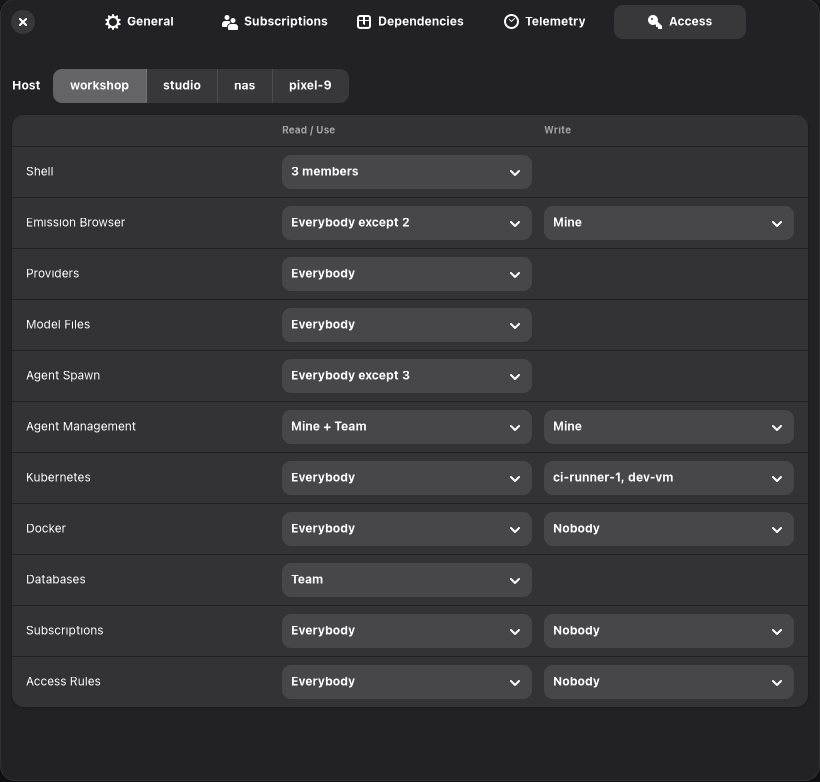 General Subscriptions Dependencies Telemetry Access
Host workshop studio nas pixel-9
Read / Use Write
Shell 3 members
Emission Browser Everybody except 2 Mine
Providers Everybody
Model Files Everybody
Agent Spawn Everybody except 3
Agent Management Mine + Team Mine
Kubernetes Everybody ci-runner-1, dev-vm
Docker Everybody Nobody
Databases Team
Subscriptions Everybody Nobody
Access Rules Everybody Nobody